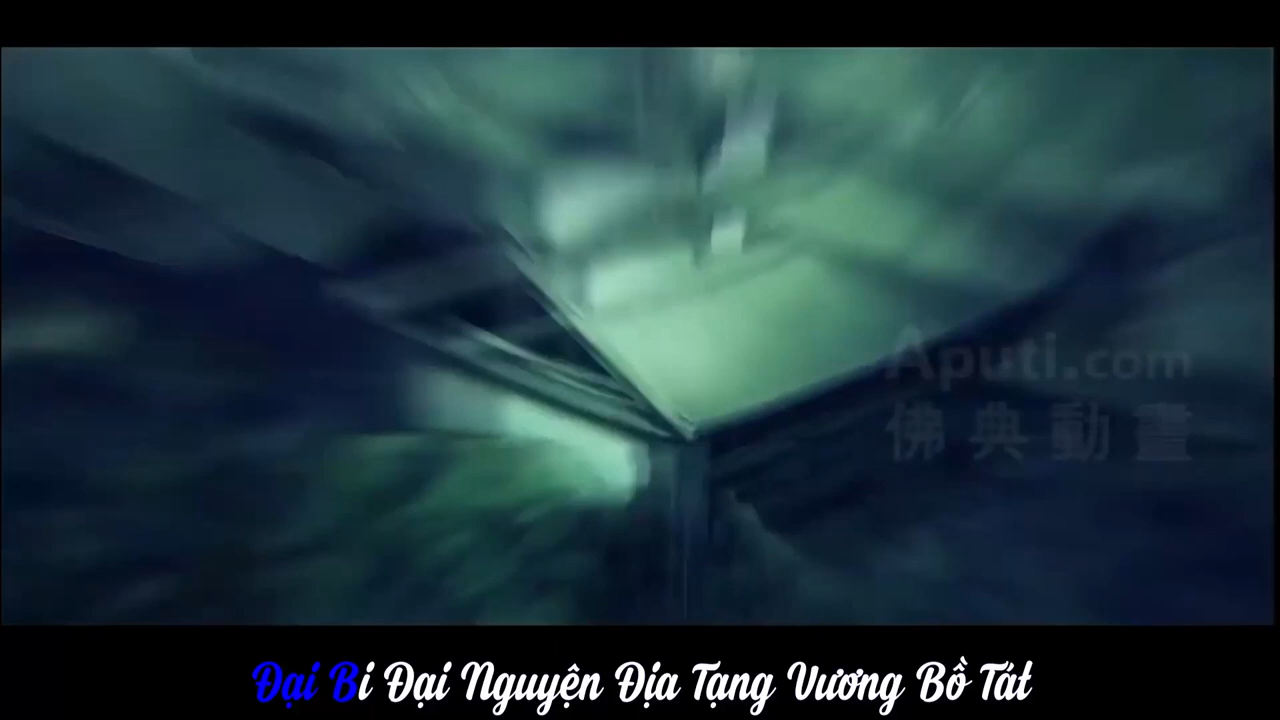 Aputi.com
佛典動畫
Đại Bi Đại Nguyện Địa Tạng Vương Bồ Tát